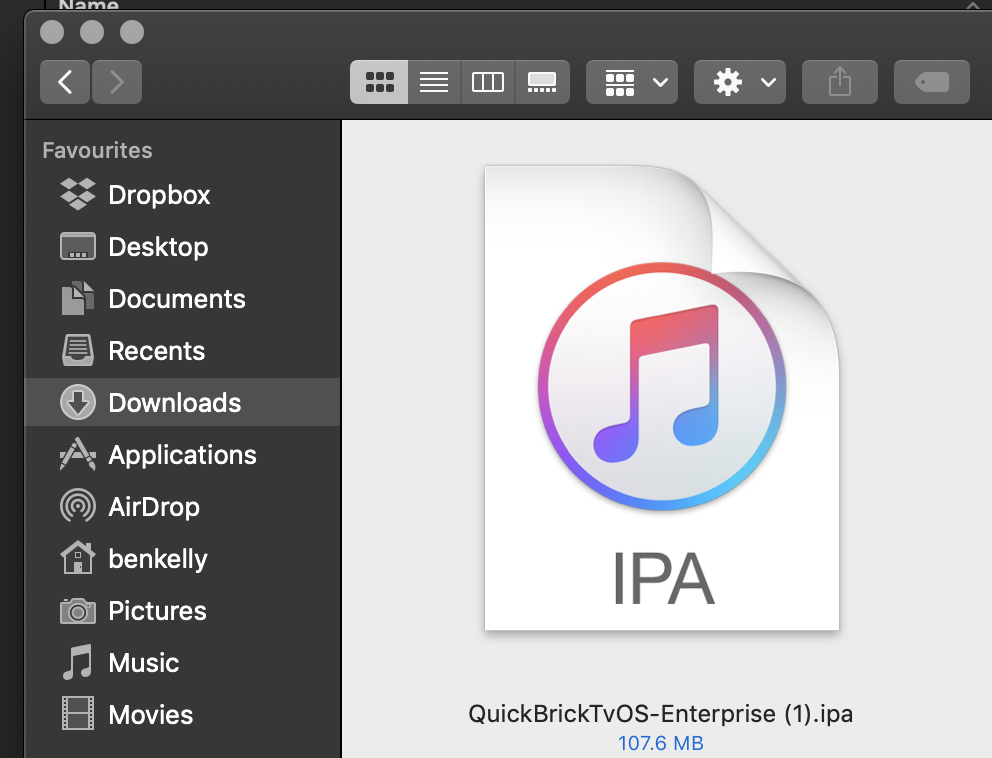 Name
Favourites
Dropbox
Desktop
Documents
Recents
Downloads
Applications
AirDrop
benkelly
Pictures
Music
Movies
IPA
QuickBrickTvOS-Enterprise (1).ipa
107.6 MB